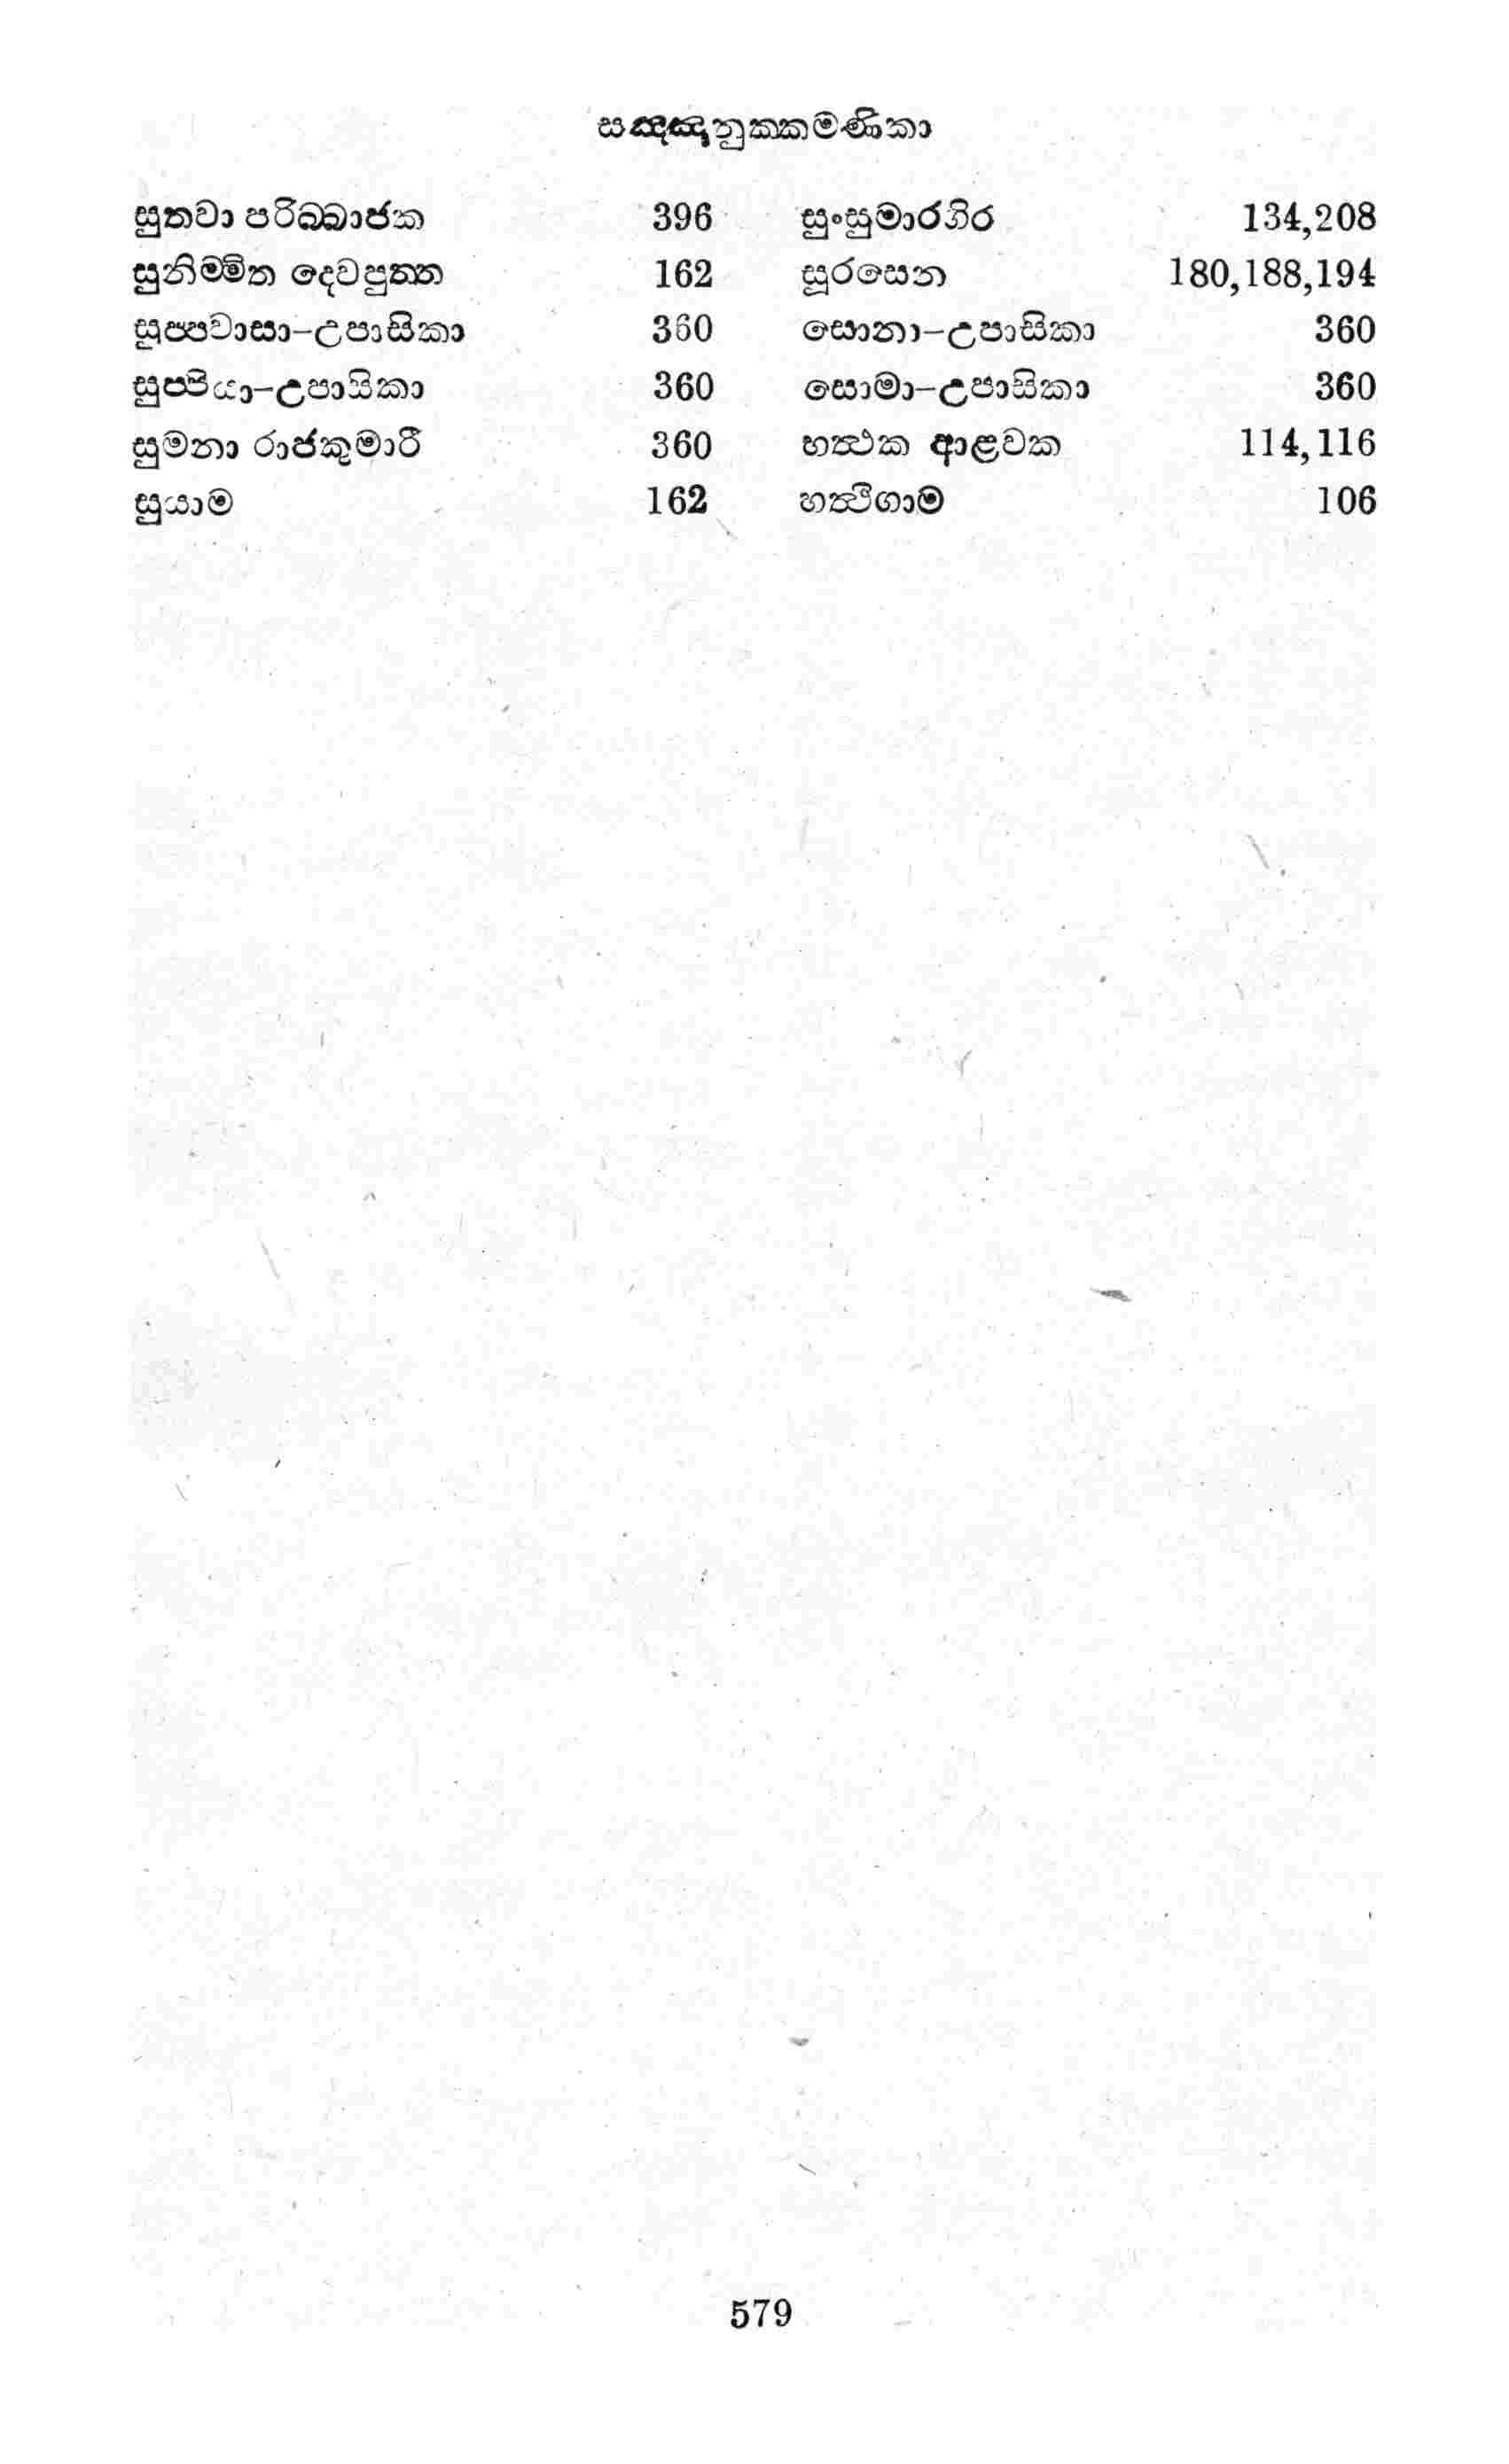 සඤ්ඤනුක්කමණිකා
සුතවා පරිබ්බාජක 396
සුනිම්මිත දෙවපුත්ත 162
සුප්පවාසා-උපාසිකා 360
සුප්පියා-උපාසිකා 360
සුමනා රාජකුමාරී 360
සුයාම 162
සුංසුමාරගිර 134,208
සූරසෙන 180,188,194
සොනා-උපාසිකා 360
සොමා-උපාසිකා 360
හත්ථක ආළවක 114,116
හත්ථිගාම 106
579